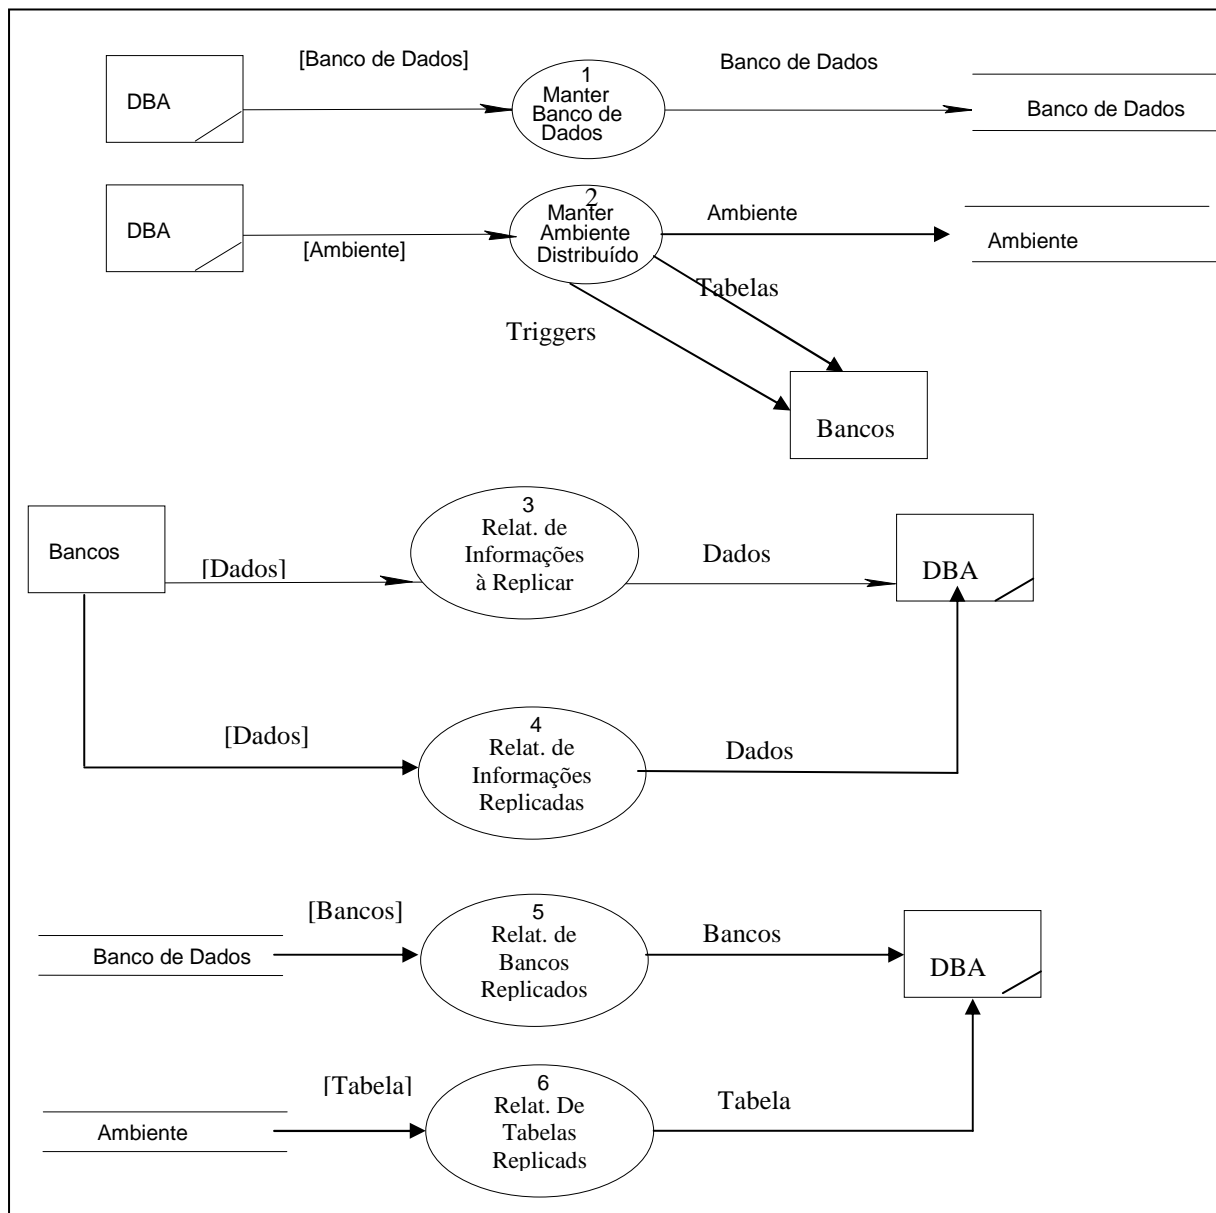 [Banco de Dados]
Banco de Dados
DBA
1
Manter
Banco de
Dados
Banco de Dados
DBA
[Ambiente]
2
Manter
Ambiente
Distribuído
Ambiente
Ambiente
Tabelas
Triggers
Bancos
Bancos
[Dados]
3
Relat. de
Informações
à Replicar
Dados
DBA
[Dados]
4
Relat. de
Informações
Replicadas
Dados
[Bancos]
Banco de Dados
5
Relat. de
Bancos
Replicados
Bancos
DBA
[Tabela]
Ambiente
6
Relat. De
Tabelas
Replicads
Tabela